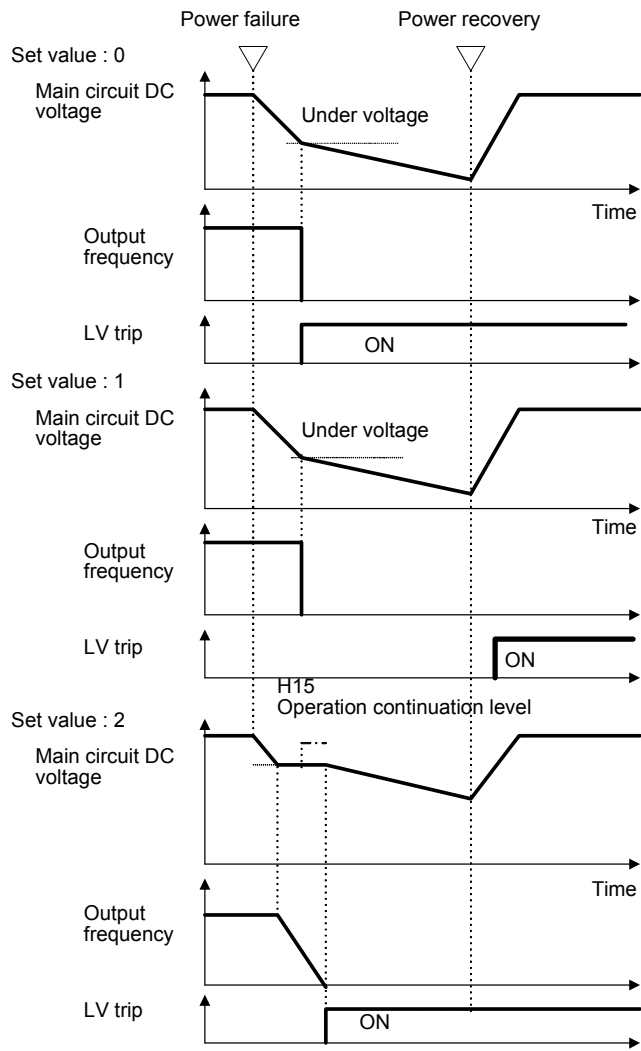 Power failure
Power recovery
Set value : 0
Main circuit DC
voltage
Under voltage
Time
Output
frequency
LV trip
ON
Set value : 1
Main circuit DC
voltage
Under voltage
Time
Output
frequency
LV trip
ON
H15
Operation continuation level
Set value : 2
Main circuit DC
voltage
Time
Output
frequency
LV trip
ON